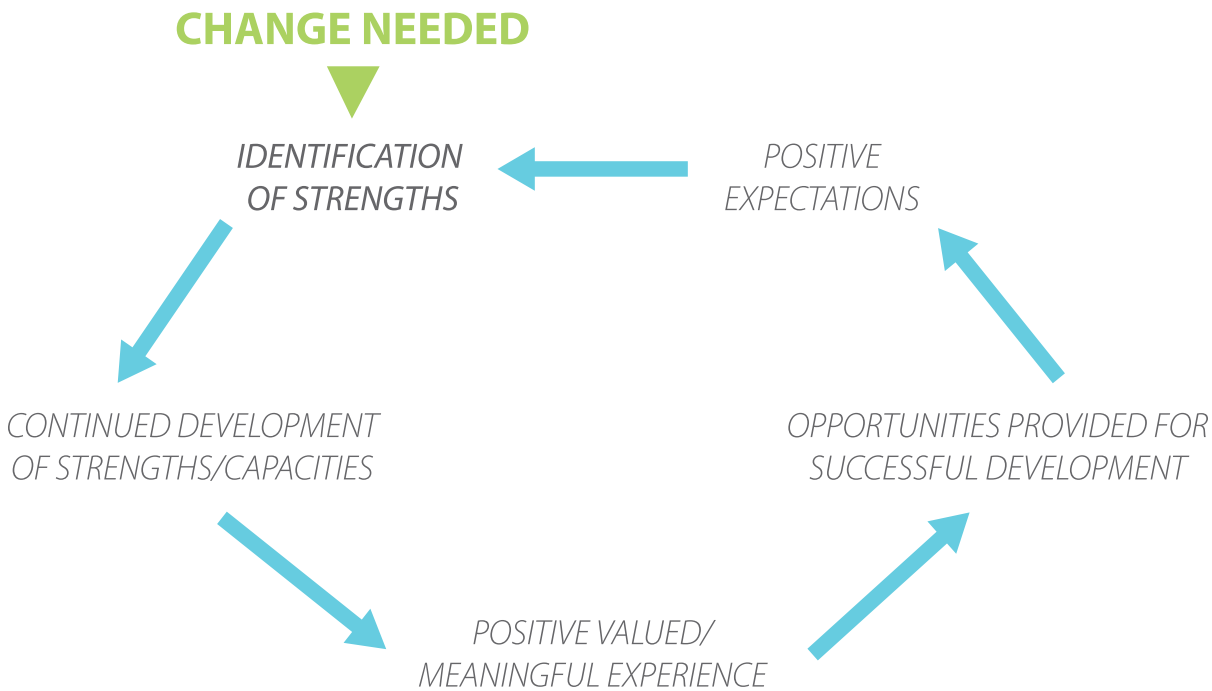 CHANGE NEEDED
IDENTIFICATION
OF STRENGTHS
POSITIVE
EXPECTATIONS
CONTINUED DEVELOPMENT
OF STRENGTHS/CAPACITIES
OPPORTUNITIES PROVIDED FOR
SUCCESSFUL DEVELOPMENT
POSITIVE VALUED/
MEANINGFUL EXPERIENCE